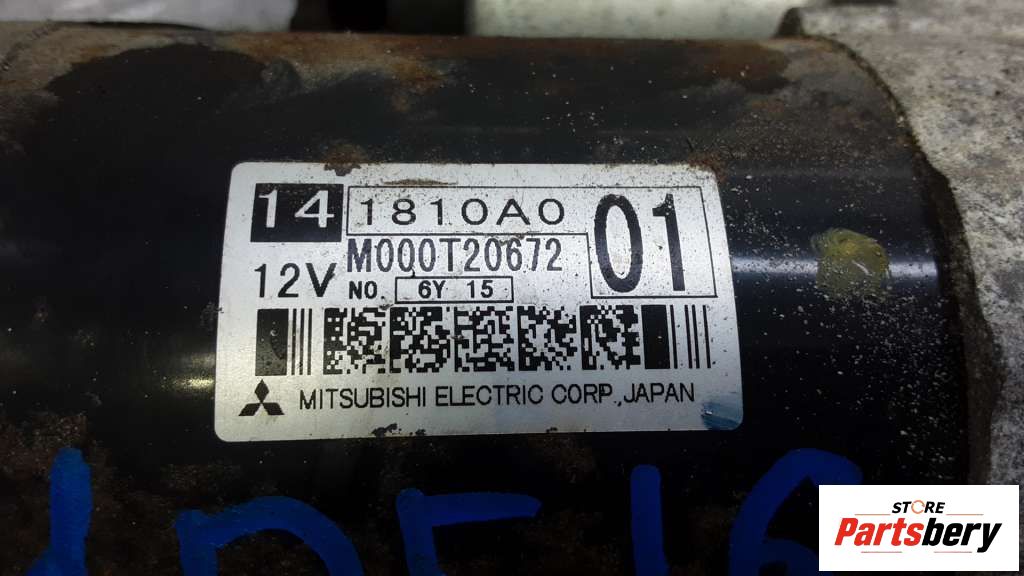 14 1810A0 01
M000T20672
12V NO. 6Y 15
MITSUBISHI ELECTRIC CORP., JAPAN
STORE
Partsbery